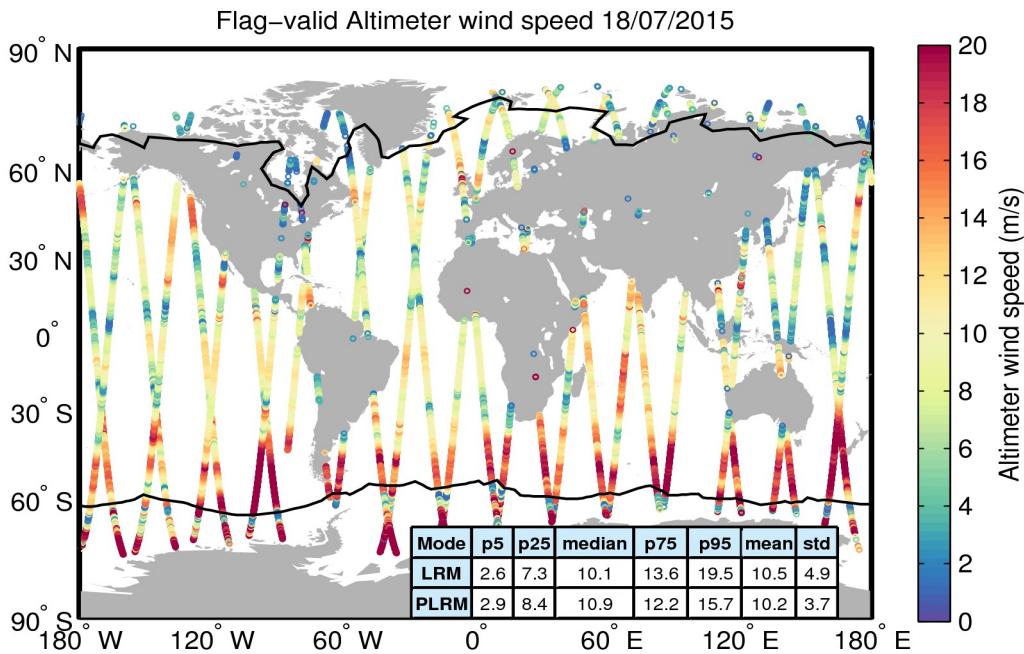 Flag−valid Altimeter wind speed 18/07/2015
90° N
60° N
30° N
0°
30° S
60° S
90° S
180° W
120° W
60° W
0°
60° E
120° E
180° E
Mode p5 p25 median p75 p95 mean std
LRM 2.6 7.3 10.1 13.6 19.5 10.5 4.9
PLRM 2.9 8.4 10.9 12.2 15.7 10.2 3.7
20
18
16
14
12
10
8
6
4
2
0
Altimeter wind speed (m/s)